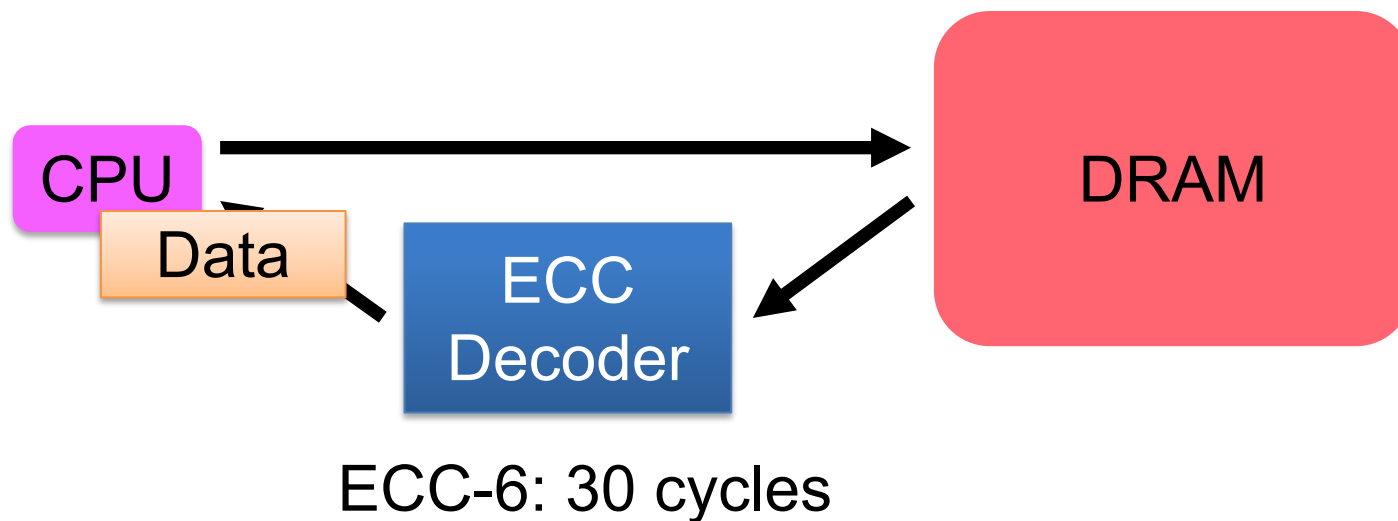 CPU
Data
ECC
Decoder
DRAM
ECC-6: 30 cycles